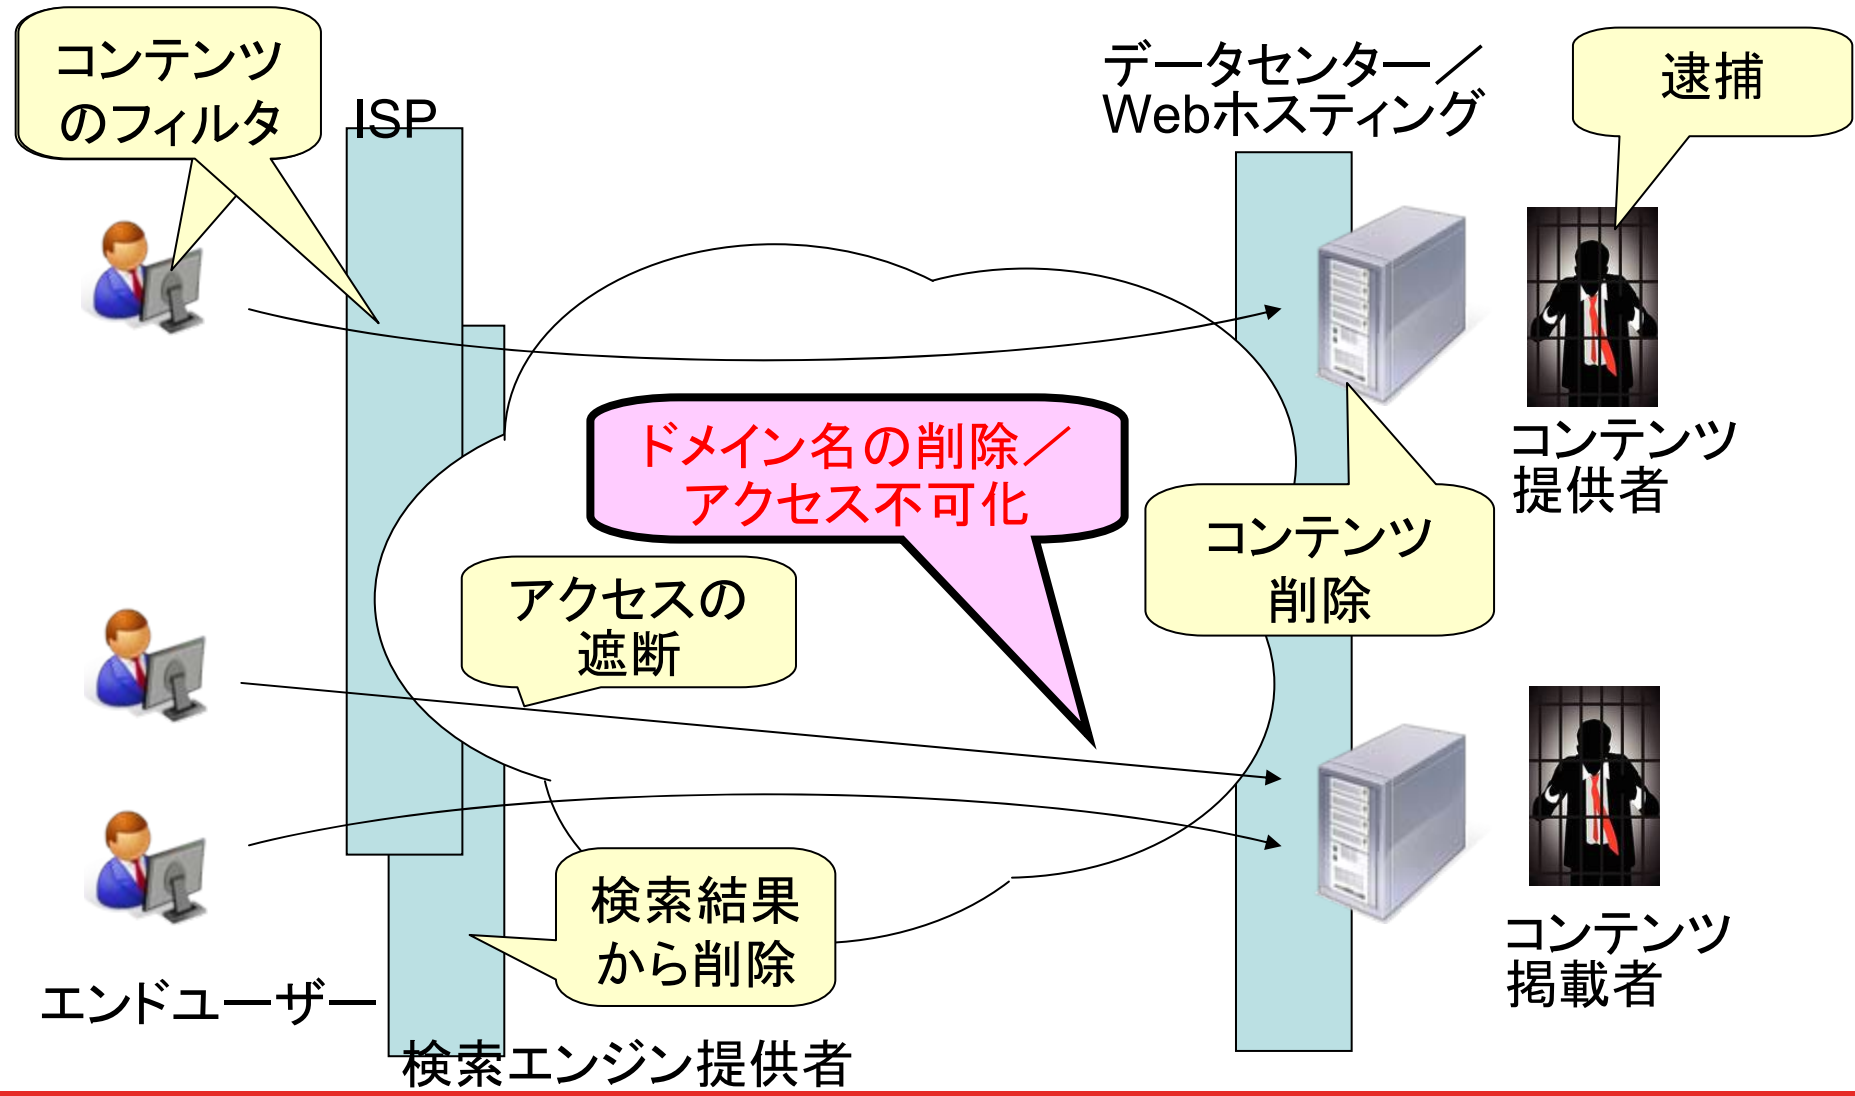 コンテンツ
のフィルタ
ISP
データセンター／
Webホスティング
逮捕
ドメイン名の削除／
アクセス不可化
コンテンツ
提供者
コンテンツ
削除
アクセスの
遮断
検索結果
から削除
コンテンツ
掲載者
エンドユーザー
検索エンジン提供者